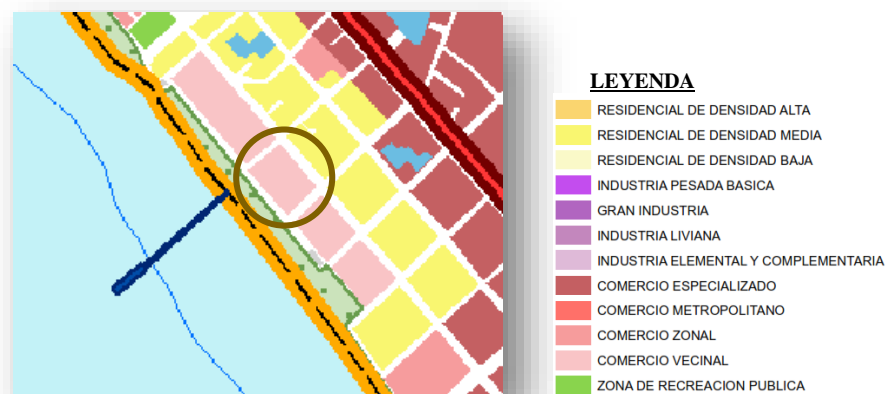 LEYENDA
RESIDENCIAL DE DENSIDAD ALTA
RESIDENCIAL DE DENSIDAD MEDIA
RESIDENCIAL DE DENSIDAD BAJA
INDUSTRIA PESADA BASICA
GRAN INDUSTRIA
INDUSTRIA LIVIANA
INDUSTRIA ELEMENTAL Y COMPLEMENTARIA
COMERCIO ESPECIALIZADO
COMERCIO METROPOLITANO
COMERCIO ZONAL
COMERCIO VECINAL
ZONA DE RECREACION PUBLICA